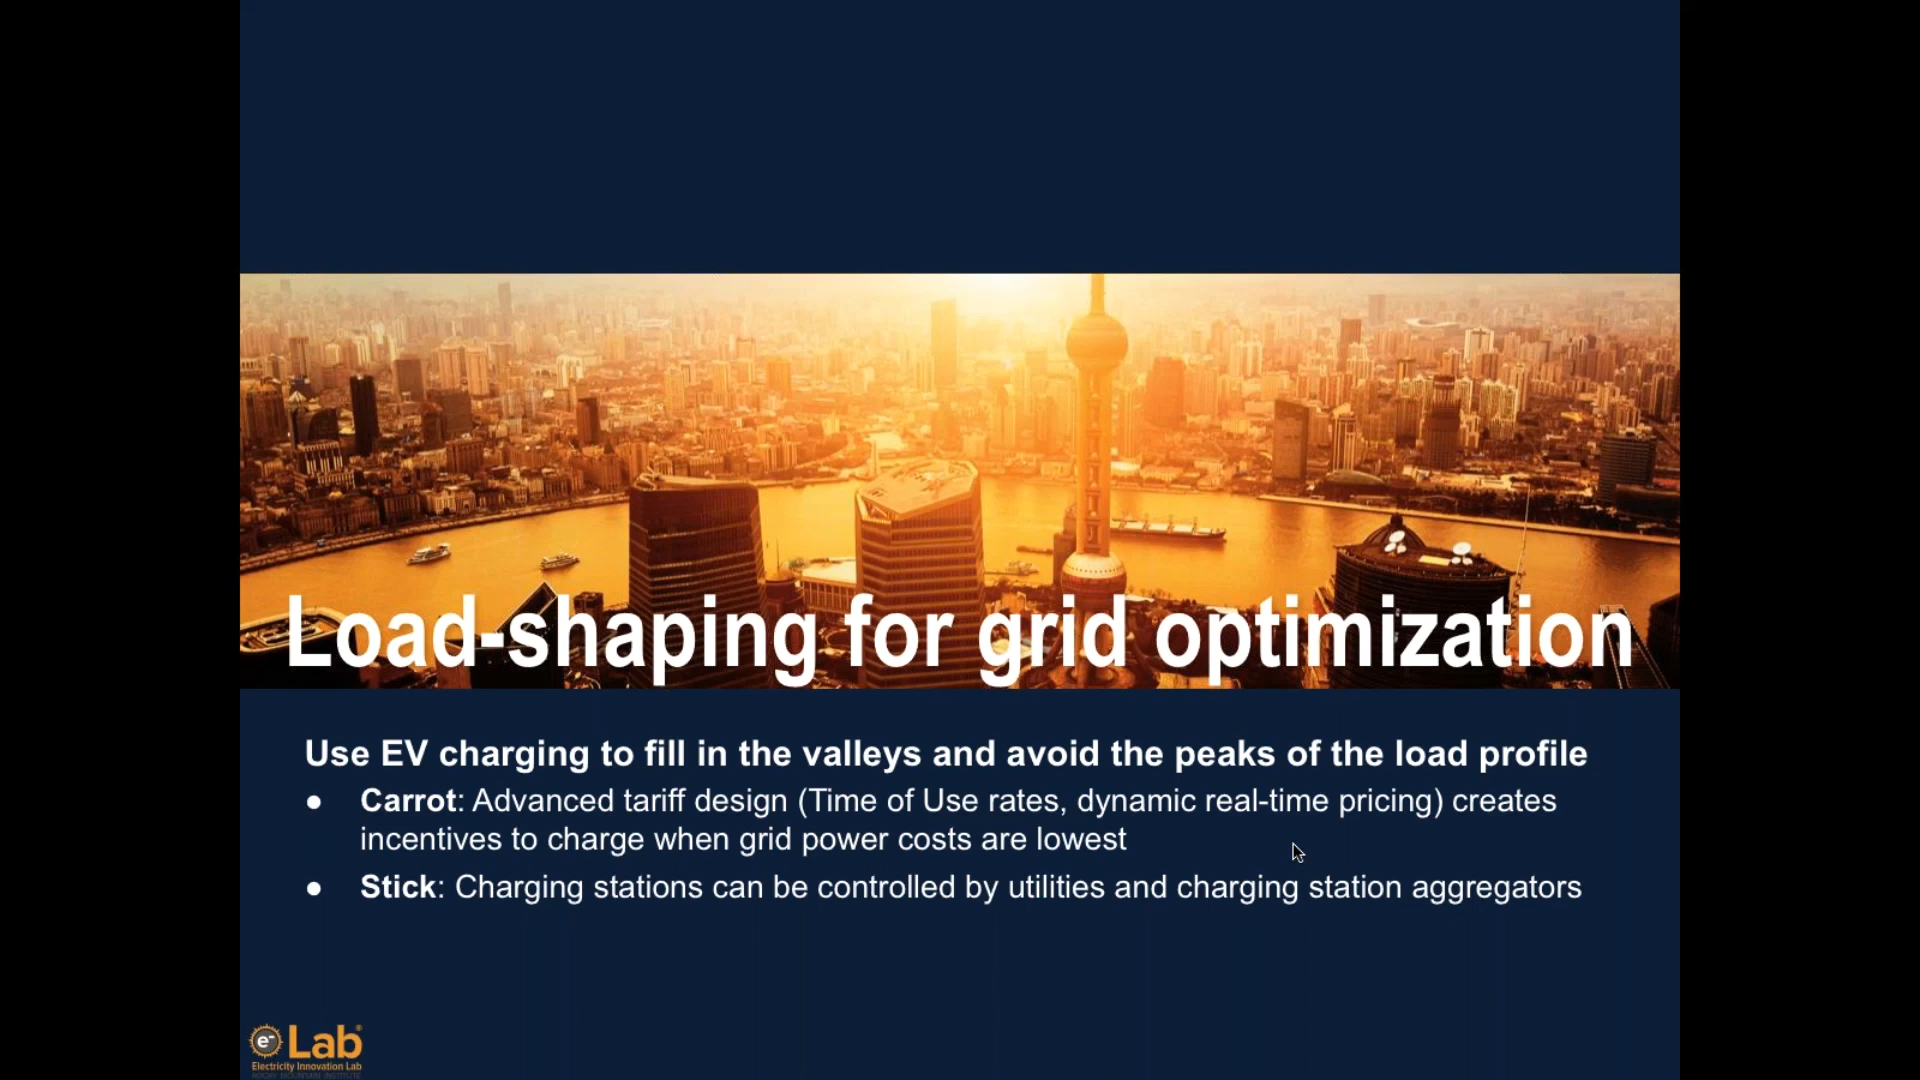 Load-shaping for grid optimization
Use EV charging to fill in the valleys and avoid the peaks of the load profile
● Carrot: Advanced tariff design (Time of Use rates, dynamic real-time pricing) creates
incentives to charge when grid power costs are lowest
● Stick: Charging stations can be controlled by utilities and charging station aggregators
e- Lab®
Electricity Innovation Lab
ROCKY MOUNTAIN INSTITUTE